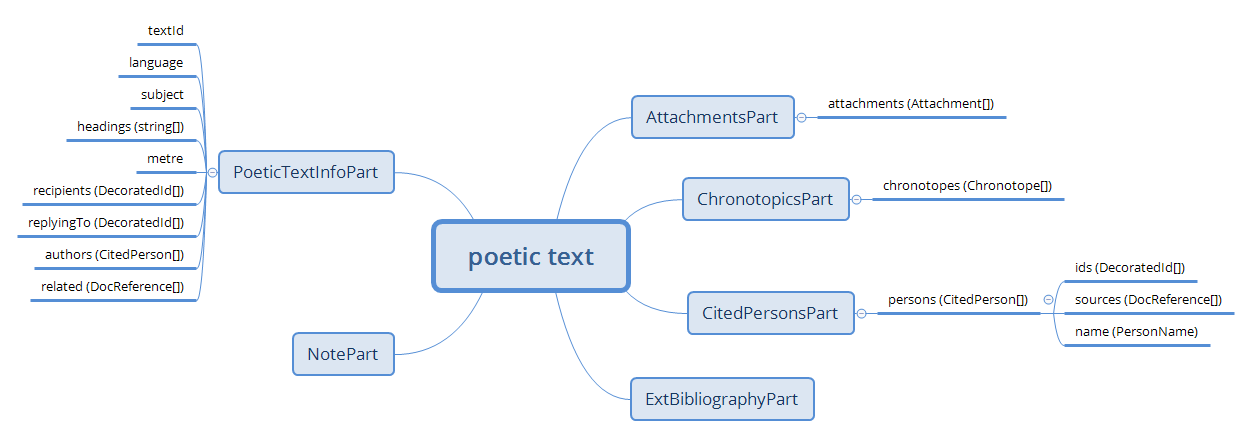 poetic text
PoeticTextInfoPart
textId
language
subject
headings (string[])
metre
recipients (DecoratedId[])
replyingTo (DecoratedId[])
authors (CitedPerson[])
related (DocReference[])
NotePart
AttachmentsPart
attachments (Attachment[])
ChronotopicsPart
chronotopes (Chronotope[])
CitedPersonsPart
persons (CitedPerson[])
ids (DecoratedId[])
sources (DocReference[])
name (PersonName)
ExtBibliographyPart